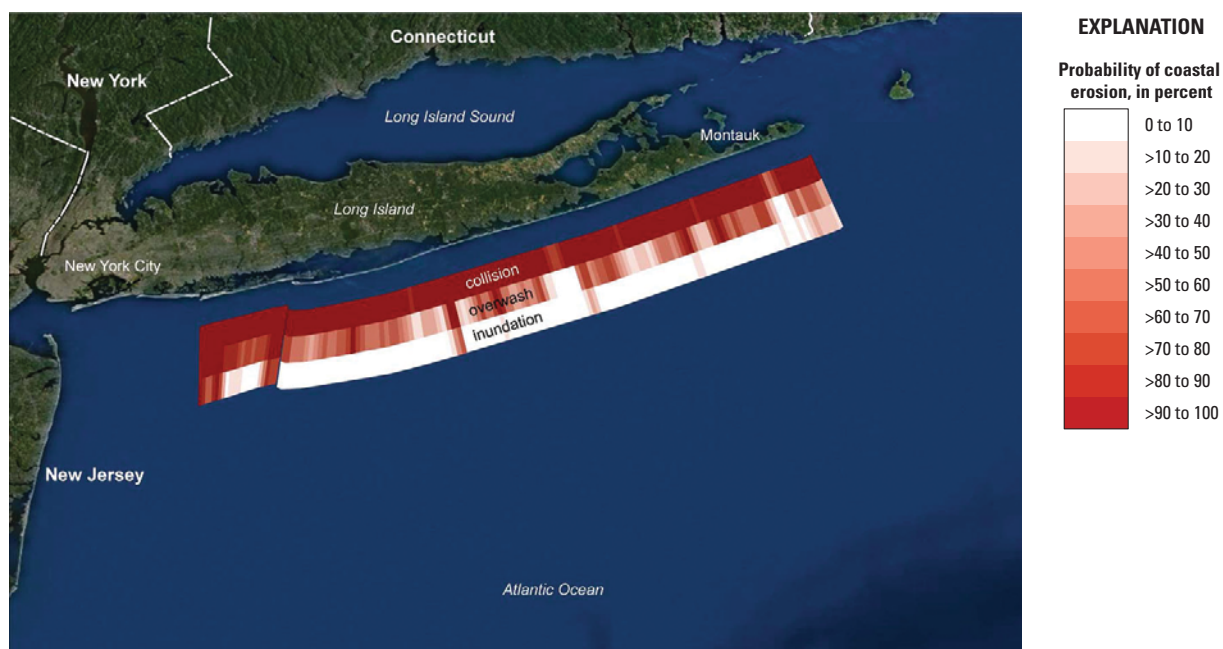 Connecticut
New York
Long Island Sound
Montauk
Long Island
New York City
collision
overwash
inundation
New Jersey
Atlantic Ocean
EXPLANATION
Probability of coastal
erosion, in percent
0 to 10
>10 to 20
>20 to 30
>30 to 40
>40 to 50
>50 to 60
>60 to 70
>70 to 80
>80 to 90
>90 to 100